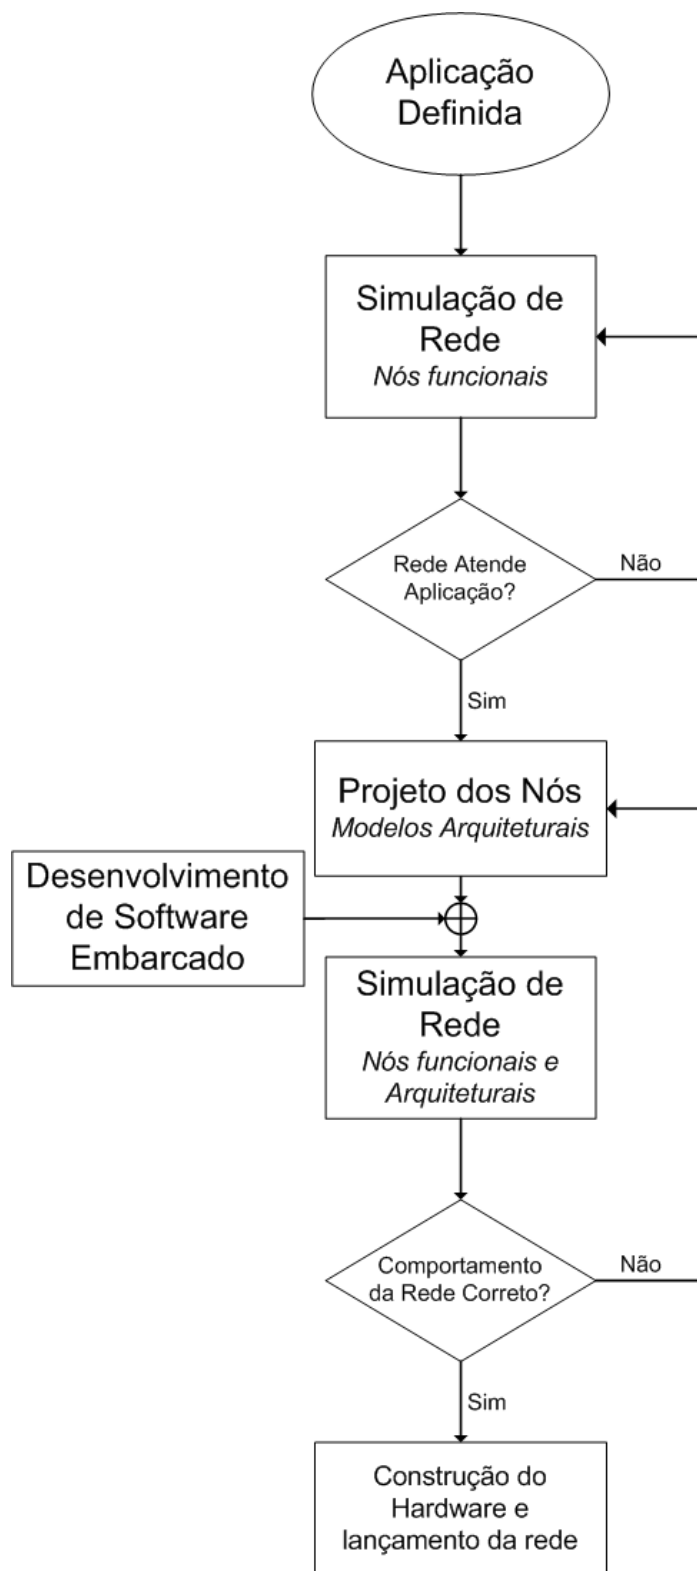 Aplicação
Definida
Simulação de
Rede
Nós funcionais
Rede Atende
Aplicação?
Não
Sim
Projeto dos Nós
Modelos Arquiteturais
Desenvolvimento
de Software
Embarcado
Simulação de
Rede
Nós funcionais e
Arquiteturais
Comportamento
da Rede Correto?
Não
Sim
Construção do
Hardware e
lançamento da rede